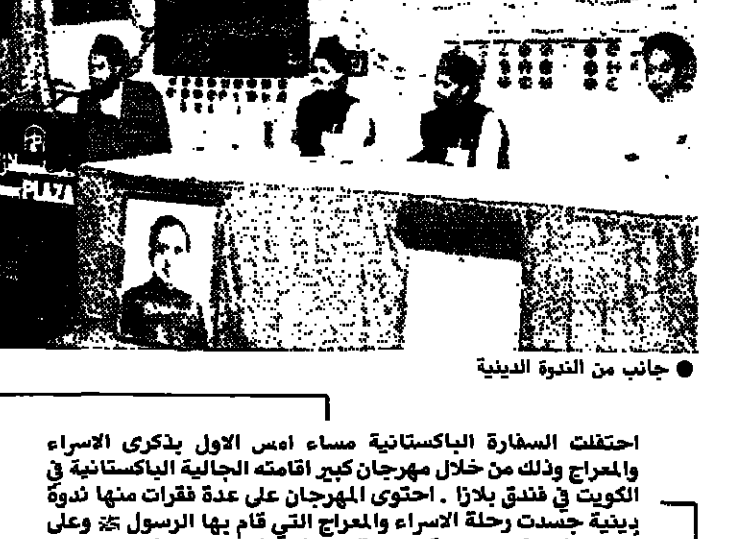 PLAZA
● جانب من الندوة الدينية
احتفلت السفارة الباكستانية مساء امس الاول بذكرى الاسراء
والمعراج وذلك من خلال مهرجان كبير اقامته الجالية الباكستانية في
الكويت في فندق بلازا . احتوى المهرجان على عدة فقرات منها ندوة
دينية جسدت رحلة الاسراء والمعراج التي قام بها الرسول ﷺ وعلى